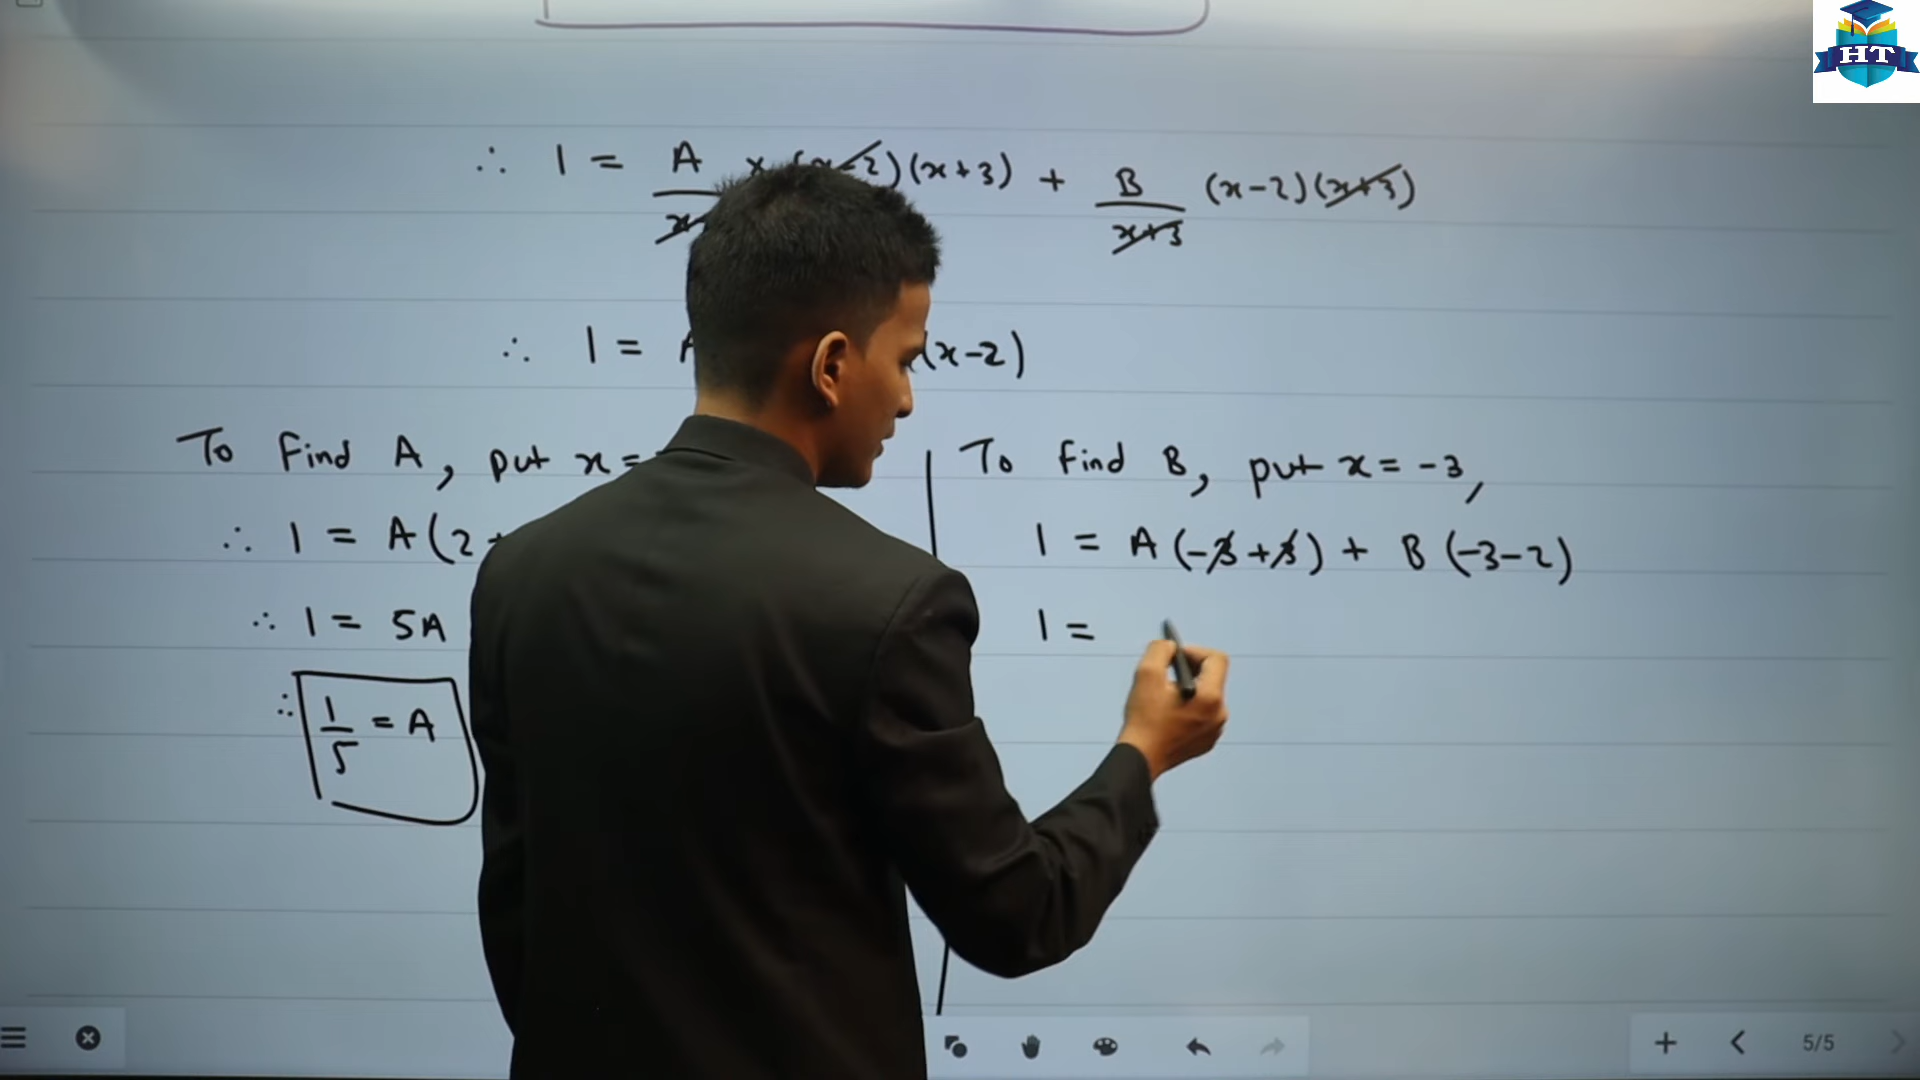 HT
∴ 1 = A × (x-2)(x+3) + B (x-2)(x+3)
x x+3
∴ 1 = (x-2)
To Find A, put x =
∴ 1 = A(2
∴ 1 = 5A
∴ 1/5 = A
To Find B, put x = -3,
1 = A(-3+3) + B(-3-2)
1 =
5/5